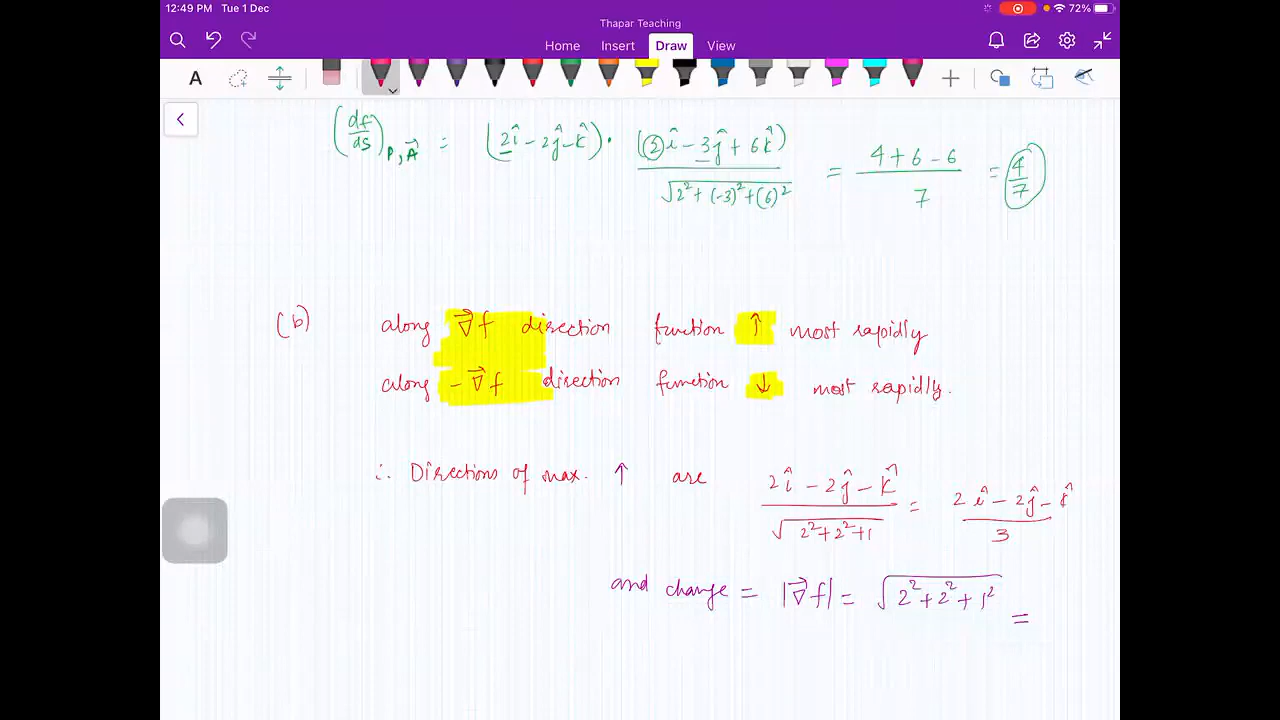 12:49 PM Tue 1 Dec
72%
Thapar Teaching
Home Insert Draw View
A
(df/ds)P, A⃗ = (2î - 2ĵ - k̂) · (2î - 3ĵ + 6k̂) / √(2² + (-3)² + (6)²) = (4 + 6 - 6) / 7 = 4/7
(b) along ∇⃗f direction function ↑ most rapidly
along -∇⃗f direction function ↓ most rapidly.
∴ Directions of max. ↑ are (2î - 2ĵ - k̂) / √(2²+2²+1) = (2î - 2ĵ - k̂) / 3
and change = |∇⃗f| = √(2² + 2² + 1²) =